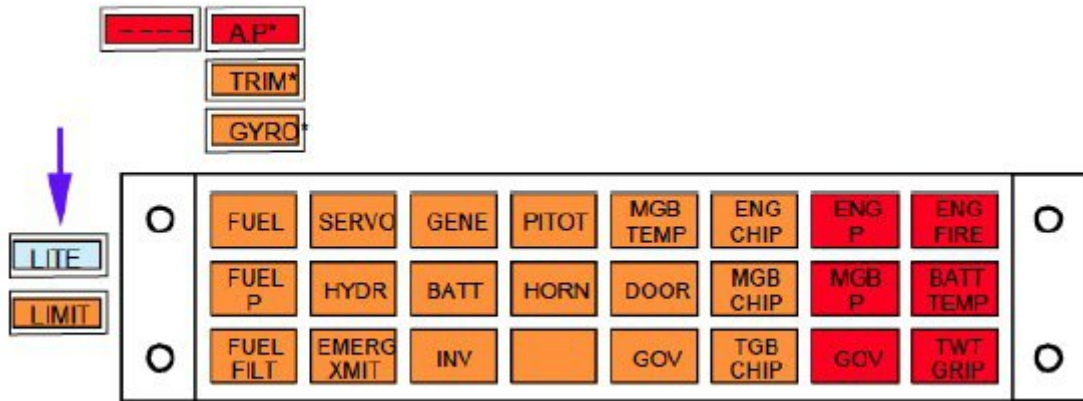 ---- A.P*
TRIM*
GYRO*
LITE
LIMIT
FUEL SERVO GENE PITOT MGB TEMP ENG CHIP ENG P ENG FIRE
FUEL P HYDR BATT HORN DOOR MGB CHIP MGB P BATT TEMP
FUEL FILT EMERG XMIT INV GOV TGB CHIP GOV TWT GRIP